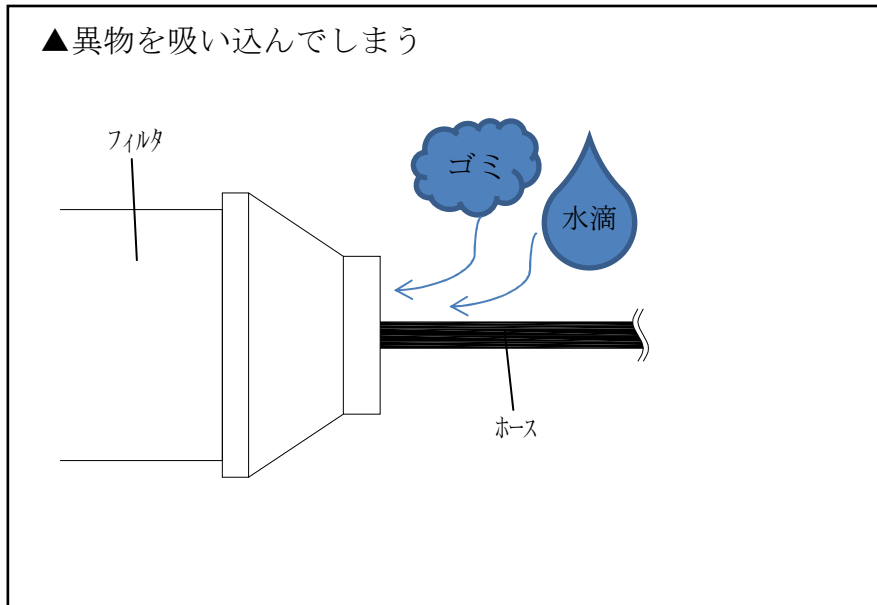 ▲異物を吸い込んでしまう
フィルタ
ゴミ
水滴
ホース